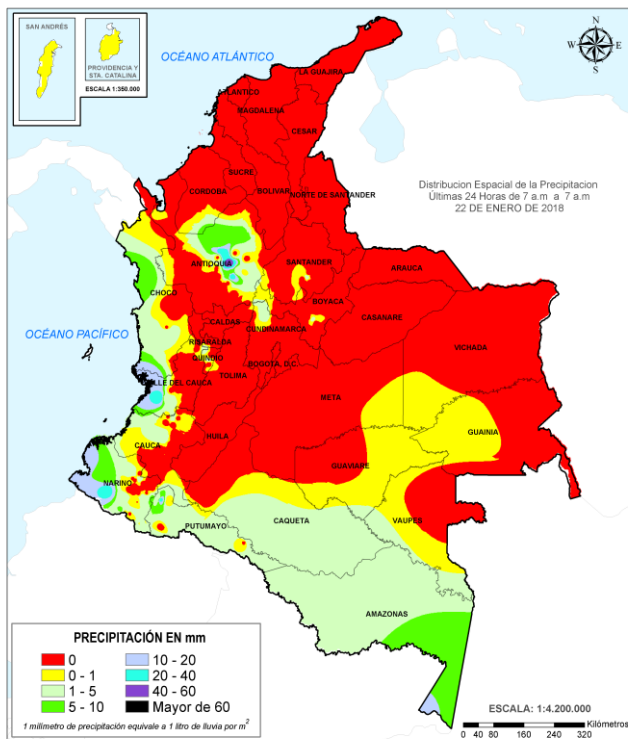 SAN ANDRÉS
PROVIDENCIA Y
STA. CATALINA
ESCALA 1:350.000
OCÉANO ATLÁNTICO
N
W E
S
LA GUAJIRA
ATLANTICO
MAGDALENA
CESAR
SUCRE
CORDOBA
BOLIVAR
NORTE DE SANTANDER
Distribucion Espacial de la Precipitacion
Últimas 24 Horas de 7 a.m a 7 a.m
22 DE ENERO DE 2018
ANTIOQUIA
SANTANDER
ARAUCA
CHOCO
BOYACA
CASANARE
OCÉANO PACÍFICO
CALDAS
CUNDINAMARCA
RISARALDA
VICHADA
QUINDIO
BOGOTA, D.C.
TOLIMA
VALLE DEL CAUCA
META
GUAINIA
CAUCA
HUILA
GUAVIARE
NARIÑO
CAQUETA
VAUPES
PUTUMAYO
AMAZONAS
PRECIPITACIÓN EN mm
0
10 - 20
0 - 1
20 - 40
1 - 5
40 - 60
5 - 10
Mayor de 60
1 milimetro de precipitación equivale a 1 litro de lluvia por m²
ESCALA: 1:4.200.000
Kilómetros
0 40 80 160 240 320